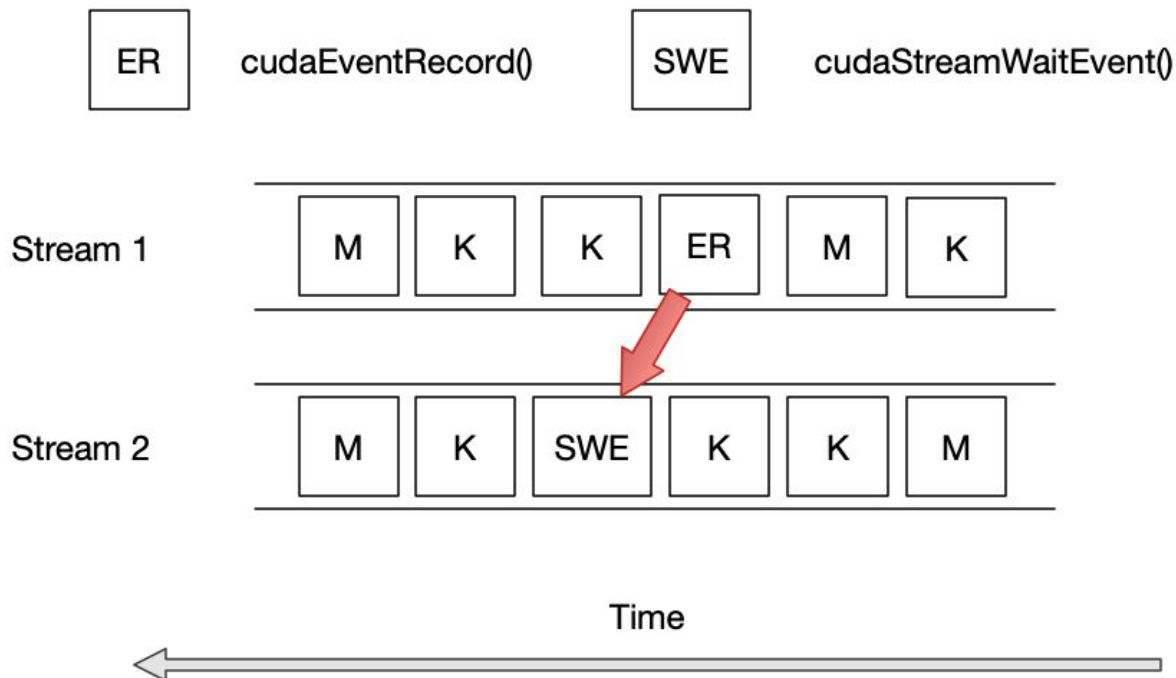 ER cudaEventRecord() SWE cudaStreamWaitEvent()
Stream 1 M K K ER M K
Stream 2 M K SWE K K M
Time